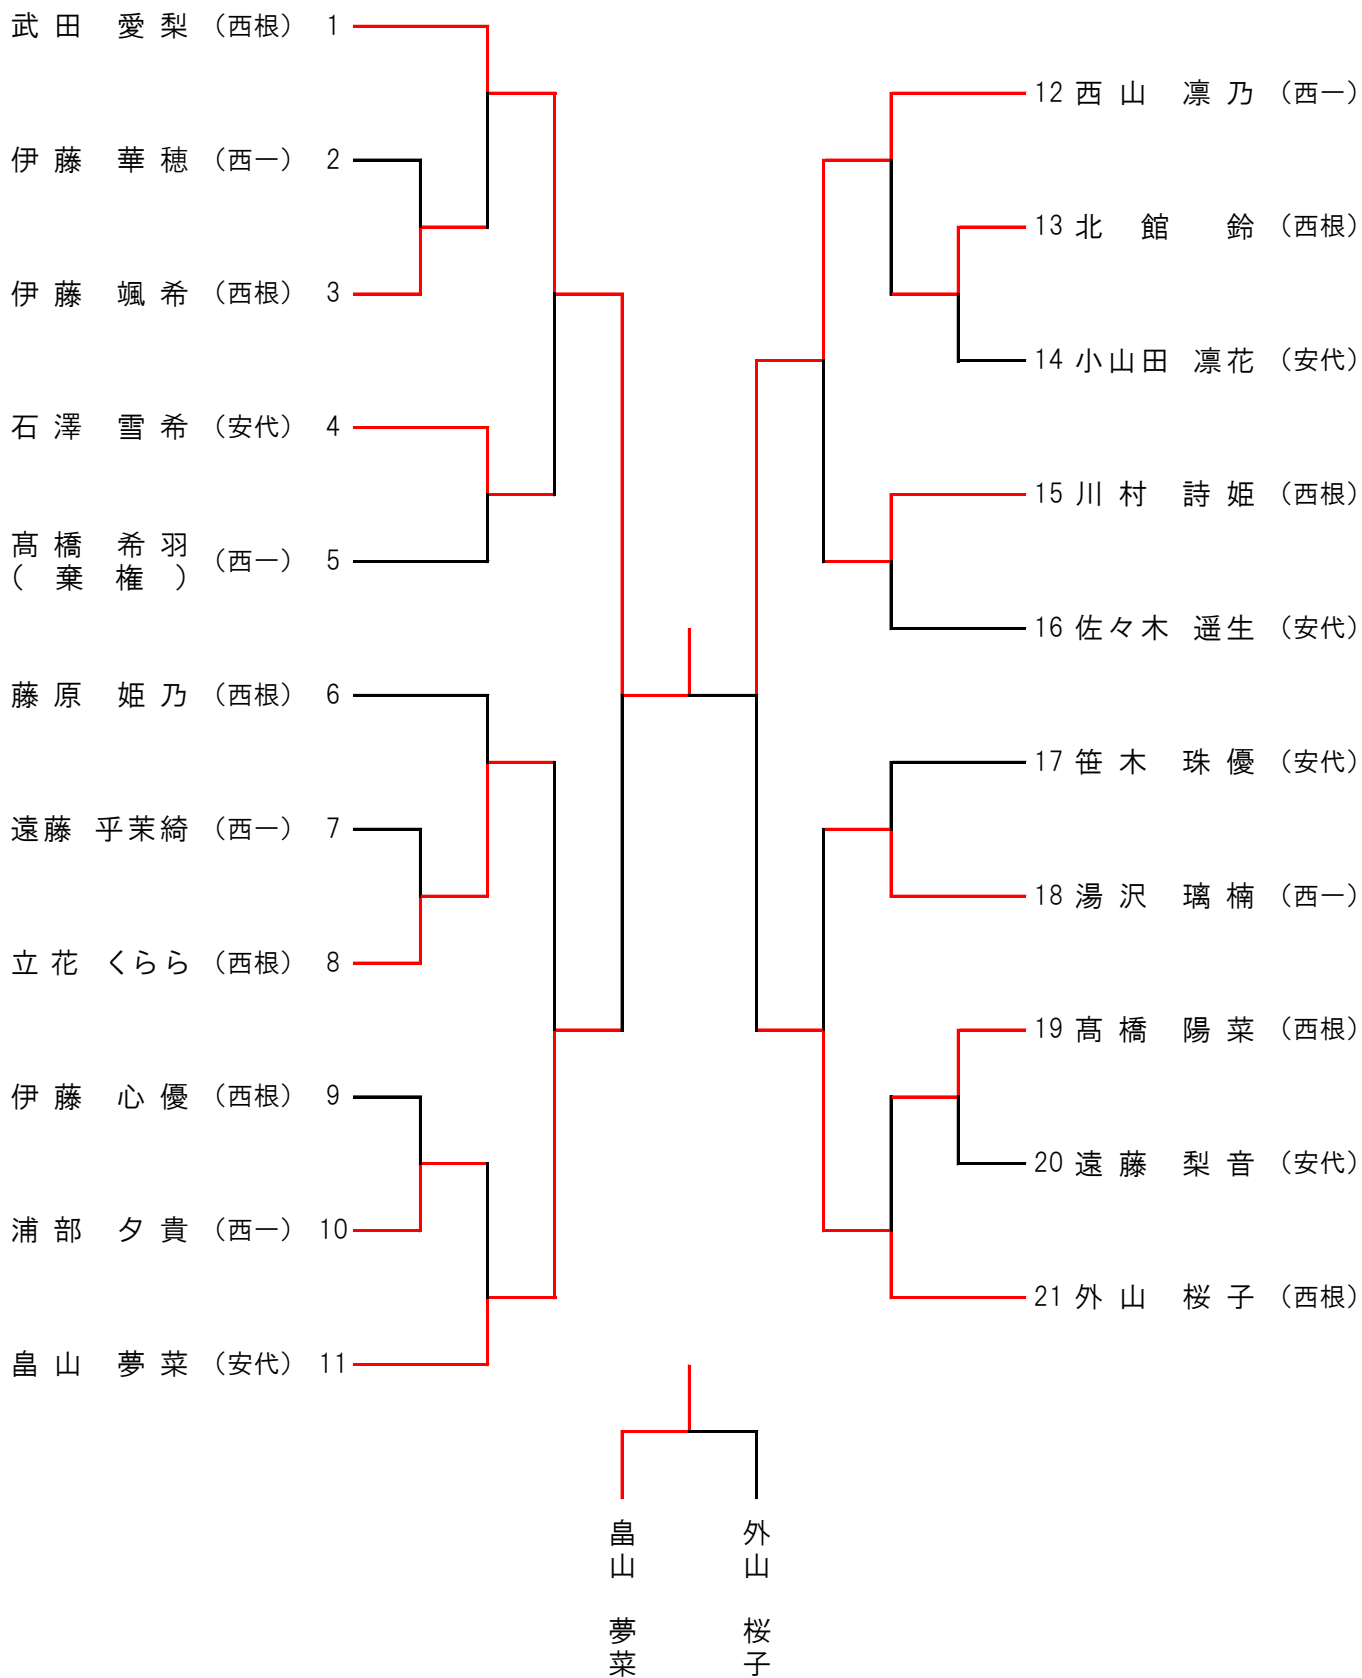 武田 愛梨 （西根） 1
伊藤 華穂 （西一） 2
伊藤 颯希 （西根） 3
石澤 雪希 （安代） 4
髙橋 希羽 （西一） 5
（棄権）
藤原 姫乃 （西根） 6
遠藤 乎茉綺 （西一） 7
立花 くらら （西根） 8
伊藤 心優 （西根） 9
浦部 夕貴 （西一） 10
畠山 夢菜 （安代） 11
12 西山 凛乃 （西一）
13 北館 鈴 （西根）
14 小山田 凛花 （安代）
15 川村 詩姫 （西根）
16 佐々木 遥生 （安代）
17 笹木 珠優 （安代）
18 湯沢 璃楠 （西一）
19 髙橋 陽菜 （西根）
20 遠藤 梨音 （安代）
21 外山 桜子 （西根）
畠山 夢菜
外山 桜子